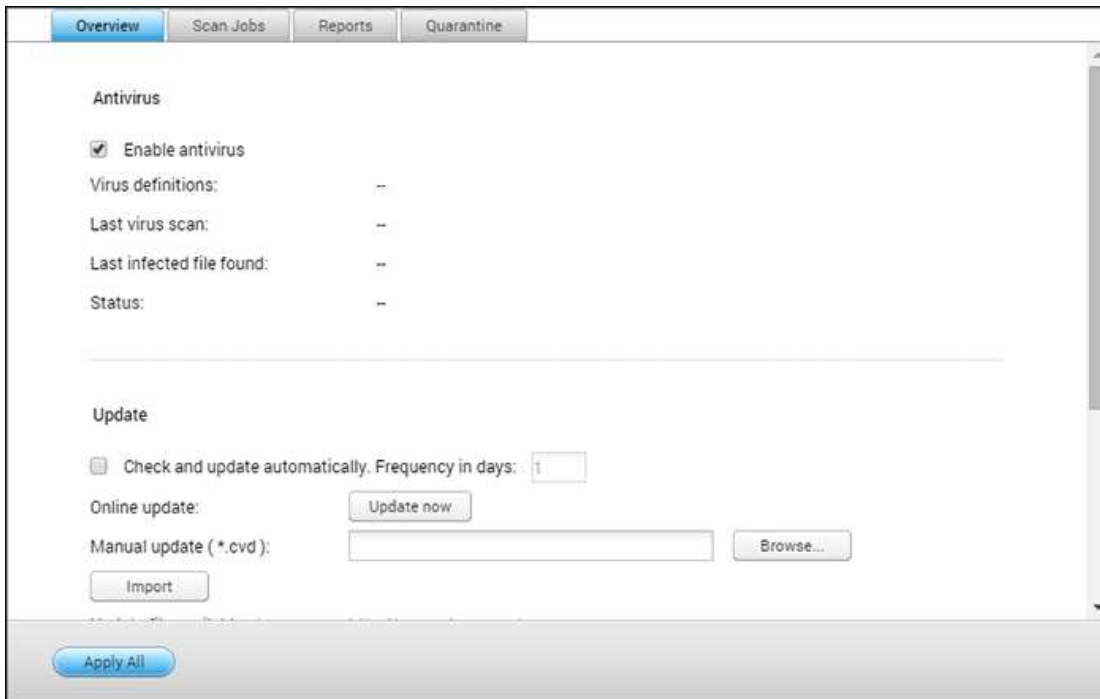 Overview Scan Jobs Reports Quarantine
Antivirus
Enable antivirus
Virus definitions: --
Last virus scan: --
Last infected file found: --
Status: --
Update
Check and update automatically. Frequency in days: 1
Online update: Update now
Manual update ( *.cvd ): Browse...
Import
Apply All